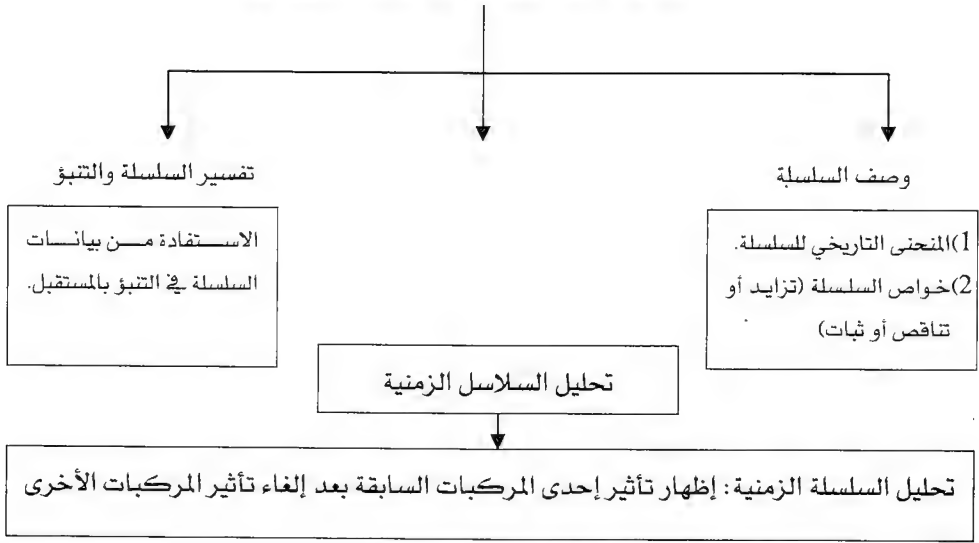 وصف السلسلة
1)المنحنى التاريخي للسلسلة.
2)خواص السلسلة (تزايد أو
تناقص أو ثبات)
تفسير السلسلة والتنبؤ
الاستفادة من بيانات
السلسلة في التنبؤ بالمستقبل.
تحليل السلاسل الزمنية
تحليل السلسلة الزمنية: إظهار تأثير إحدى المركبات السابقة بعد إلغاء تأثير المركبات الأخرى